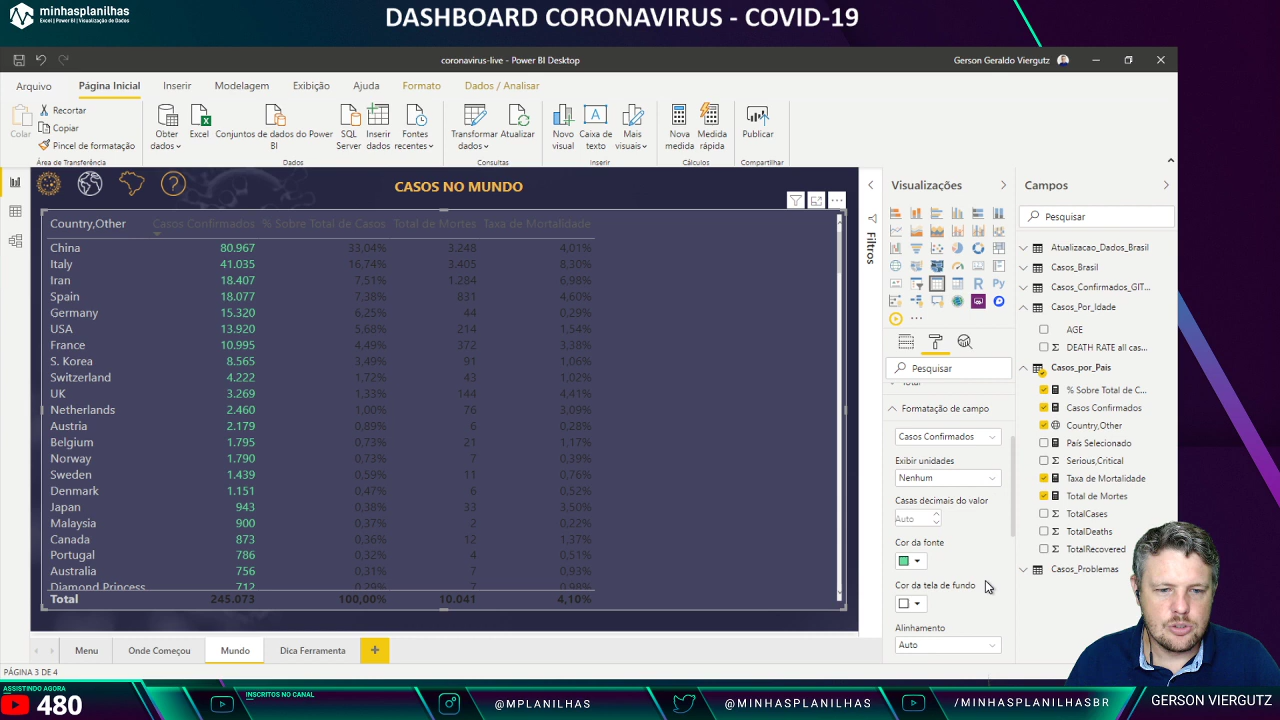 minhasplanilhas
Excel | Power BI | Visualização de Dados
DASHBOARD CORONAVIRUS - COVID-19
coronavirus-live - Power BI Desktop
Gerson Geraldo Viergutz
Arquivo Página Inicial Inserir Modelagem Exibição Ajuda Formato Dados / Analisar
Colar
Recortar
Copiar
Pincel de formatação
Obter dados
Excel
Conjuntos de dados do Power BI
SQL Server
Inserir dados
Fontes recentes
Transformar dados
Atualizar
Novo visual
Caixa de texto
Mais visuais
Nova medida
Medida rápida
Publicar
Área de Transferência Dados Consultas Inserir Cálculos Compartilhar
CASOS NO MUNDO
Country,Other Casos Confirmados % Sobre Total de Casos Total de Mortes Taxa de Mortalidade
China 80.967 33,04% 3.248 4,01%
Italy 41.035 16,74% 3.405 8,30%
Iran 18.407 7,51% 1.284 6,98%
Spain 18.077 7,38% 831 4,60%
Germany 15.320 6,25% 44 0,29%
USA 13.920 5,68% 214 1,54%
France 10.995 4,49% 372 3,38%
S. Korea 8.565 3,49% 91 1,06%
Switzerland 4.222 1,72% 43 1,02%
UK 3.269 1,33% 144 4,41%
Netherlands 2.460 1,00% 76 3,09%
Austria 2.179 0,89% 6 0,28%
Belgium 1.795 0,73% 21 1,17%
Norway 1.790 0,73% 7 0,39%
Sweden 1.439 0,59% 11 0,76%
Denmark 1.151 0,47% 6 0,52%
Japan 943 0,38% 33 3,50%
Malaysia 900 0,37% 2 0,22%
Canada 873 0,36% 12 1,37%
Portugal 786 0,32% 4 0,51%
Australia 756 0,31% 7 0,93%
Diamond Princess 712 0,29% 7 0,98%
Total 245.073 100,00% 10.041 4,10%
Filtros
Visualizações
R Py
Pesquisar
Total
Formatação de campo
Casos Confirmados
Exibir unidades
Nenhum
Casas decimais do valor
Auto
Cor da fonte
Cor da tela de fundo
Alinhamento
Auto
Campos
Pesquisar
Atualizacao_Dados_Brasil
Casos_Brasil
Casos_Confirmados_GIT...
Casos_Por_Idade
AGE
DEATH RATE all cas...
Casos_por_Pais
% Sobre Total de C...
Casos Confirmados
Country,Other
País Selecionado
Serious,Critical
Taxa de Mortalidade
Total de Mortes
TotalCases
TotalDeaths
TotalRecovered
Casos_Problemas
Menu Onde Começou Mundo Dica Ferramenta
PÁGINA 3 DE 4
ASSISTINDO AGORA
480
INSCRITOS NO CANAL
@MPLANILHAS
@MINHASPLANILHAS
/MINHASPLANILHASBR
GERSON VIERGUTZ